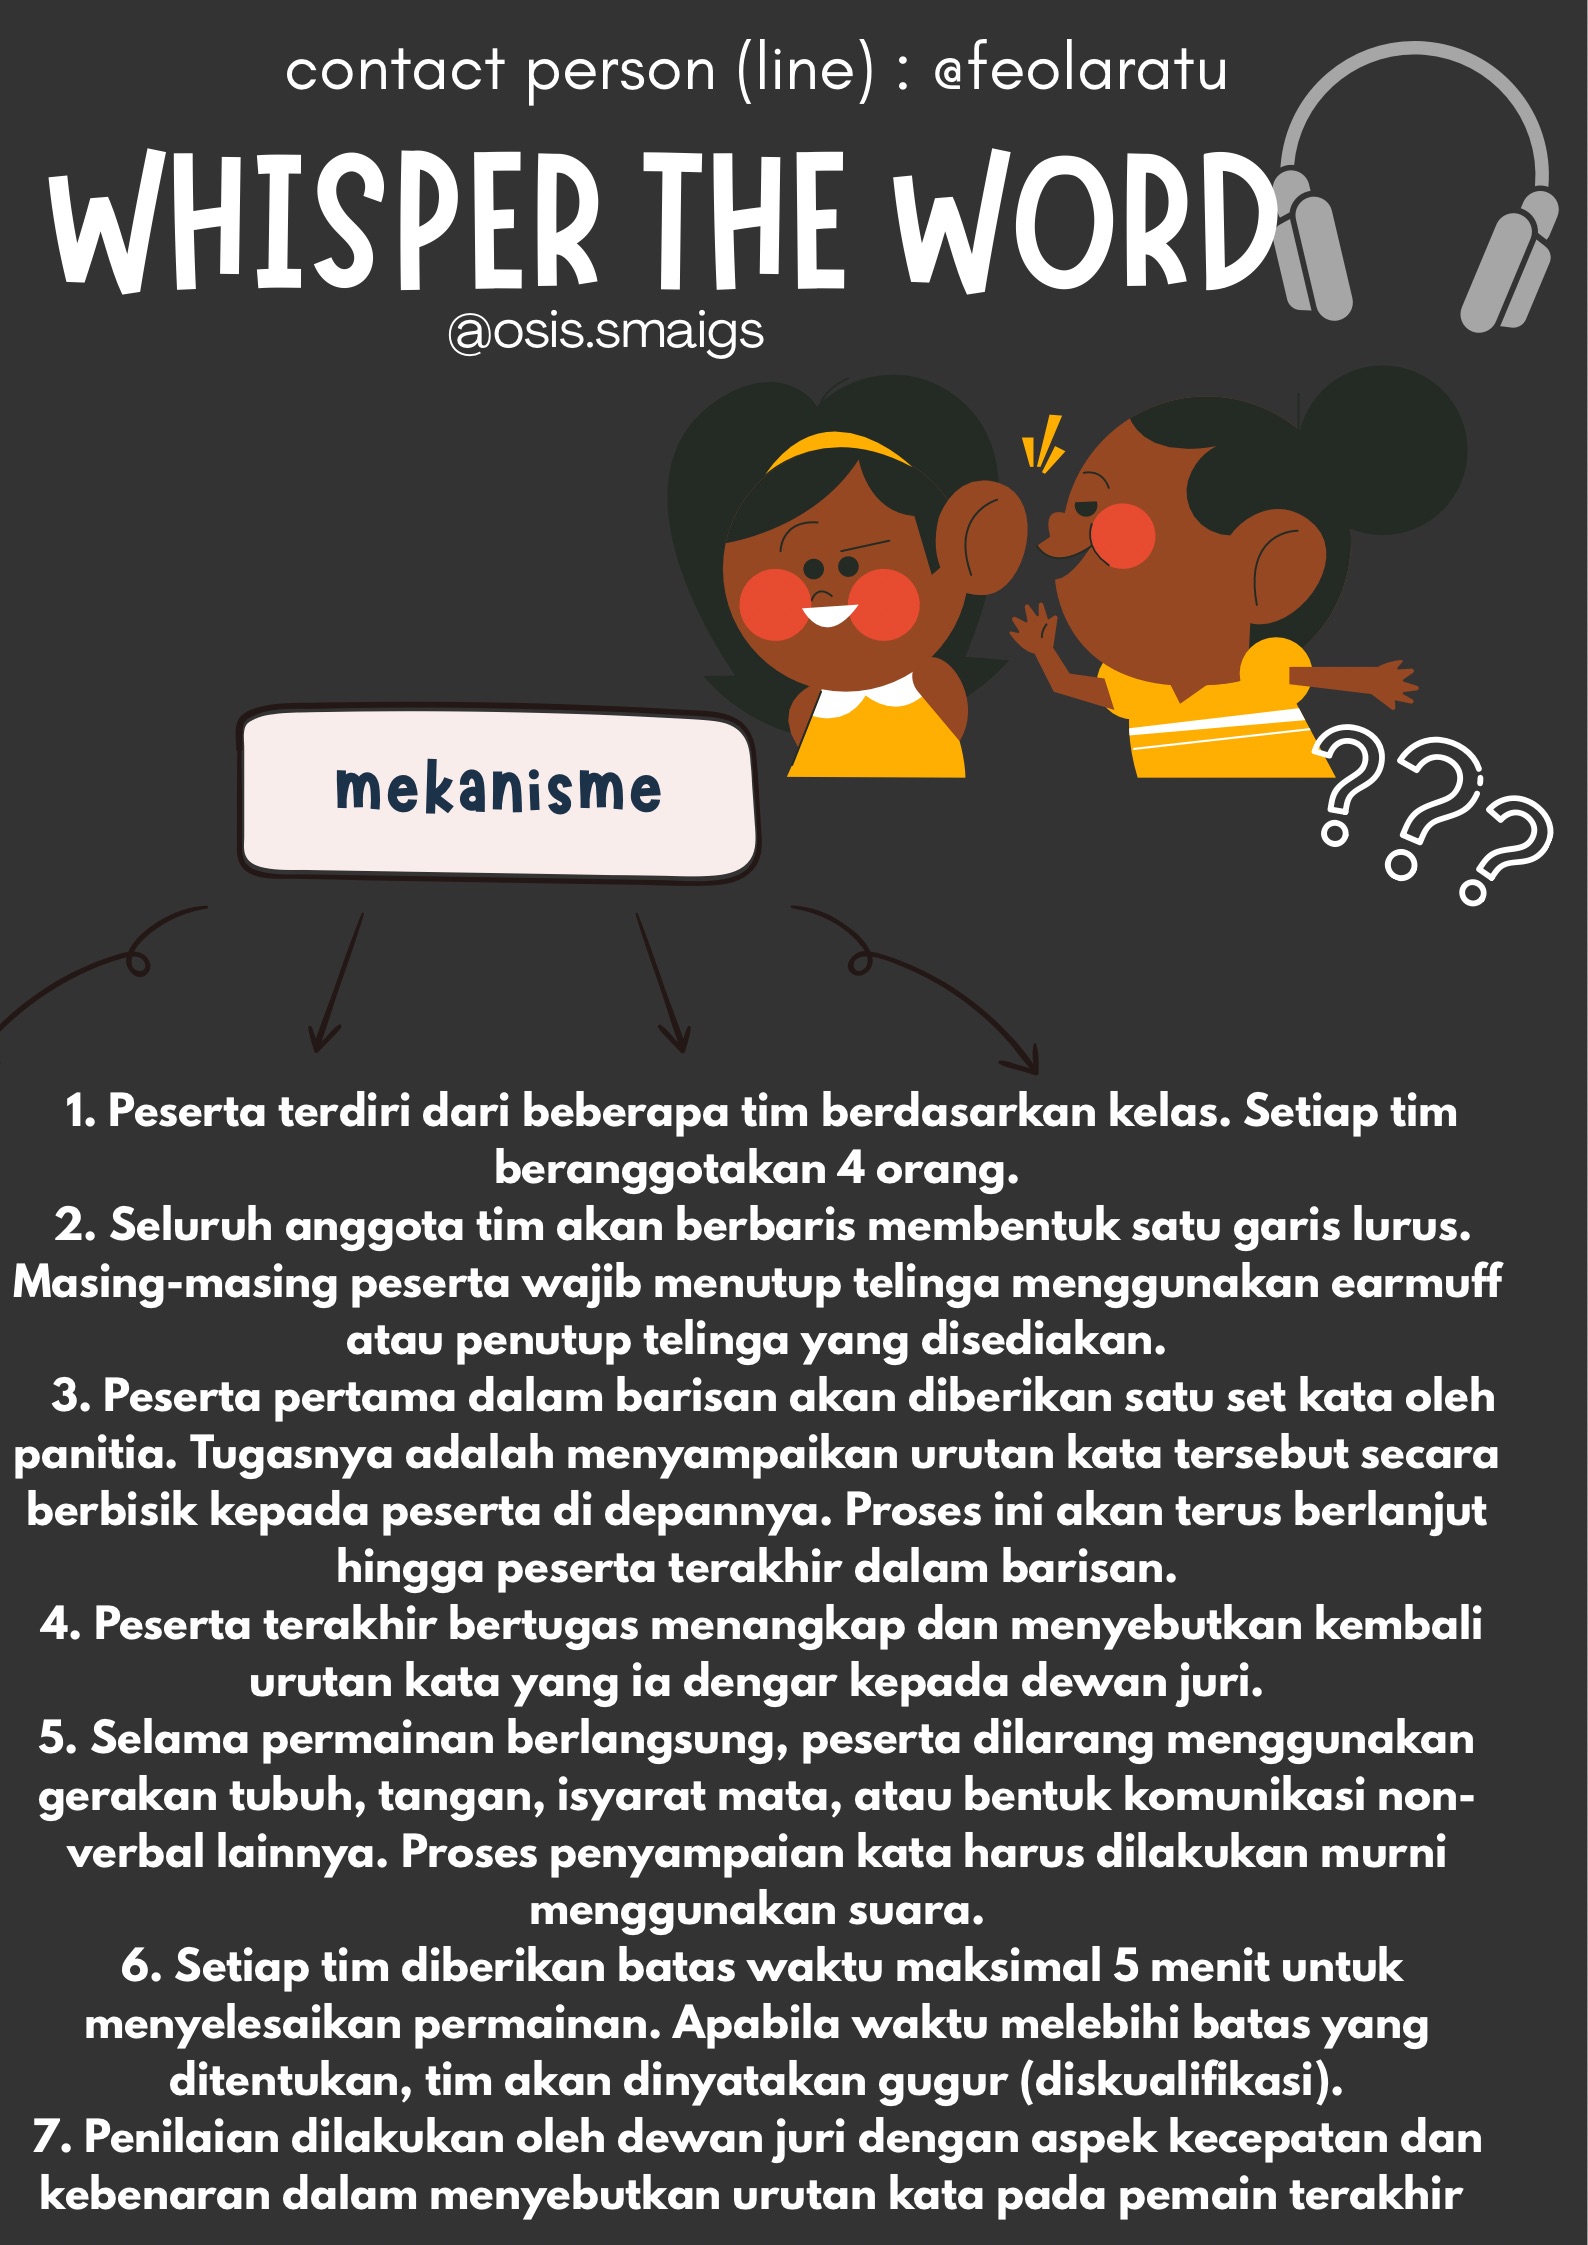 contact person (line) : @feolaratu
WHISPER THE WORD
@osis.smaigs
mekanisme
???
1. Peserta terdiri dari beberapa tim berdasarkan kelas. Setiap tim
beranggotakan 4 orang.
2. Seluruh anggota tim akan berbaris membentuk satu garis lurus.
Masing-masing peserta wajib menutup telinga menggunakan earmuff
atau penutup telinga yang disediakan.
3. Peserta pertama dalam barisan akan diberikan satu set kata oleh
panitia. Tugasnya adalah menyampaikan urutan kata tersebut secara
berbisik kepada peserta di depannya. Proses ini akan terus berlanjut
hingga peserta terakhir dalam barisan.
4. Peserta terakhir bertugas menangkap dan menyebutkan kembali
urutan kata yang ia dengar kepada dewan juri.
5. Selama permainan berlangsung, peserta dilarang menggunakan
gerakan tubuh, tangan, isyarat mata, atau bentuk komunikasi non-
verbal lainnya. Proses penyampaian kata harus dilakukan murni
menggunakan suara.
6. Setiap tim diberikan batas waktu maksimal 5 menit untuk
menyelesaikan permainan. Apabila waktu melebihi batas yang
ditentukan, tim akan dinyatakan gugur (diskualifikasi).
7. Penilaian dilakukan oleh dewan juri dengan aspek kecepatan dan
kebenaran dalam menyebutkan urutan kata pada pemain terakhir